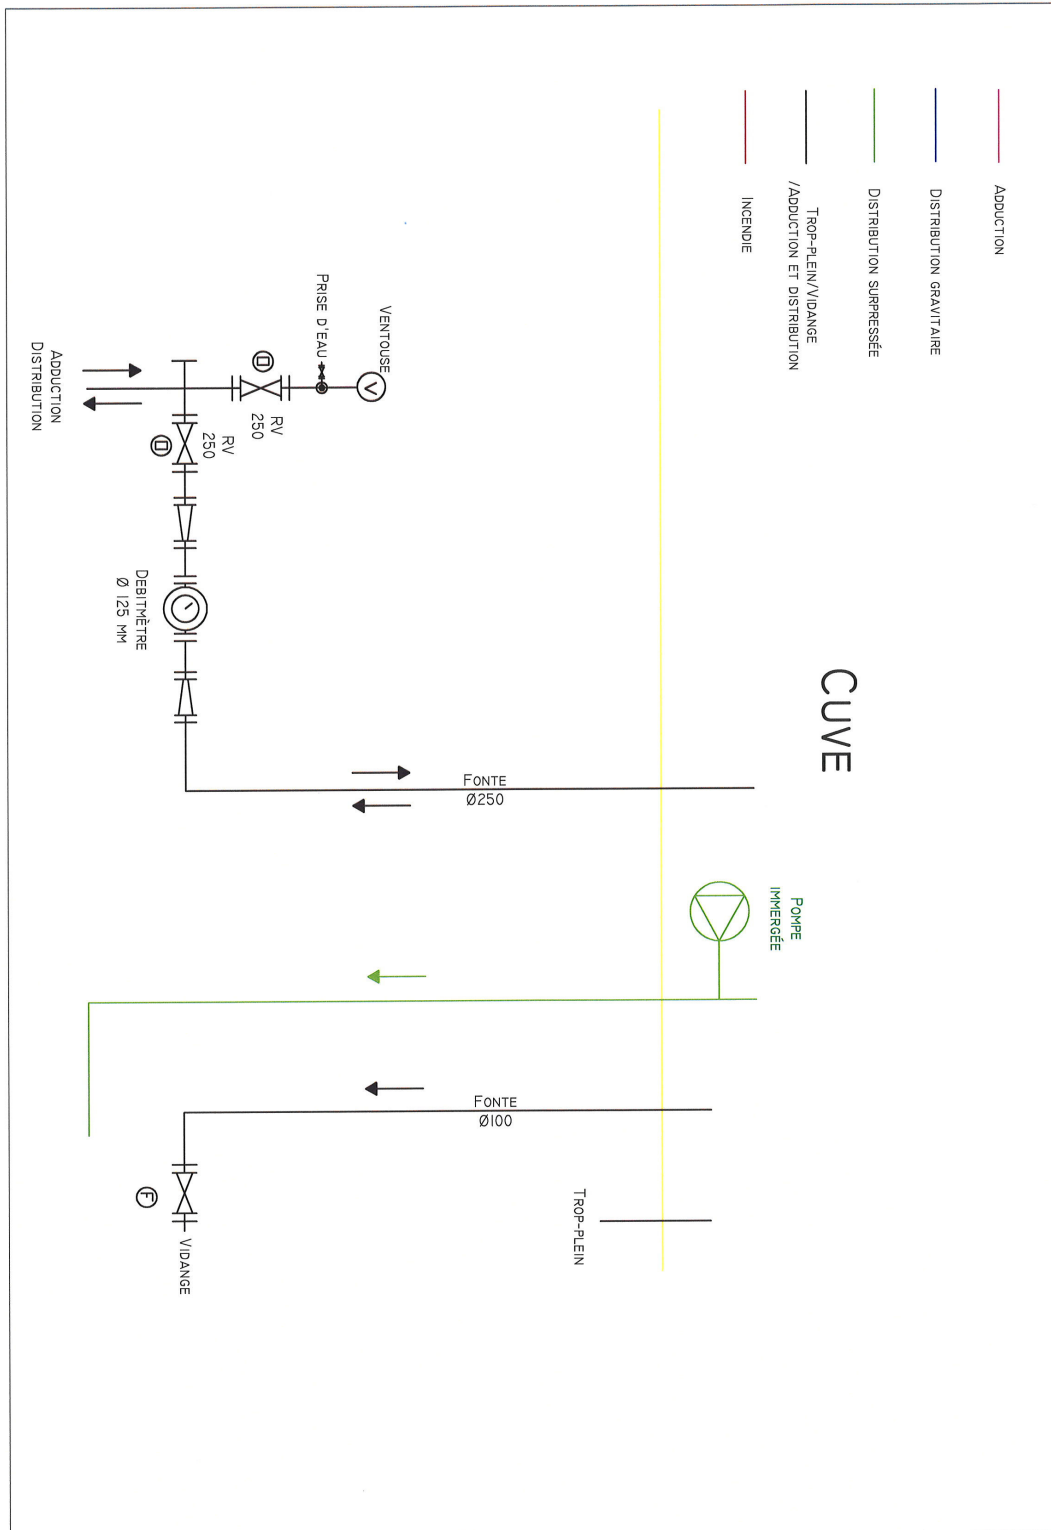 Adduction
Distribution gravitaire
Distribution surpressée
Trop-plein/Vidange
/Adduction et distribution
Incendie
Cuve
Pompe
immergée
Ventouse
V
Prise d'eau
RV
250
O
RV
250
O
Adduction
Distribution
Debitmètre
Ø 125 mm
Fonte
Ø250
Fonte
Ø100
Trop-plein
Vidange
F